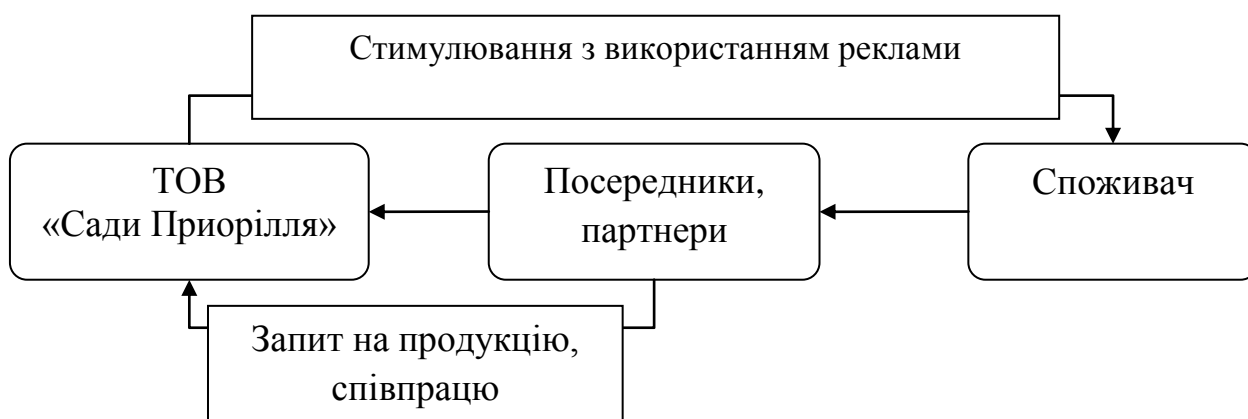 Стимулювання з використанням реклами
ТОВ
«Сади Приорілля»
Посередники,
партнери
Споживач
Запит на продукцію,
співпрацю